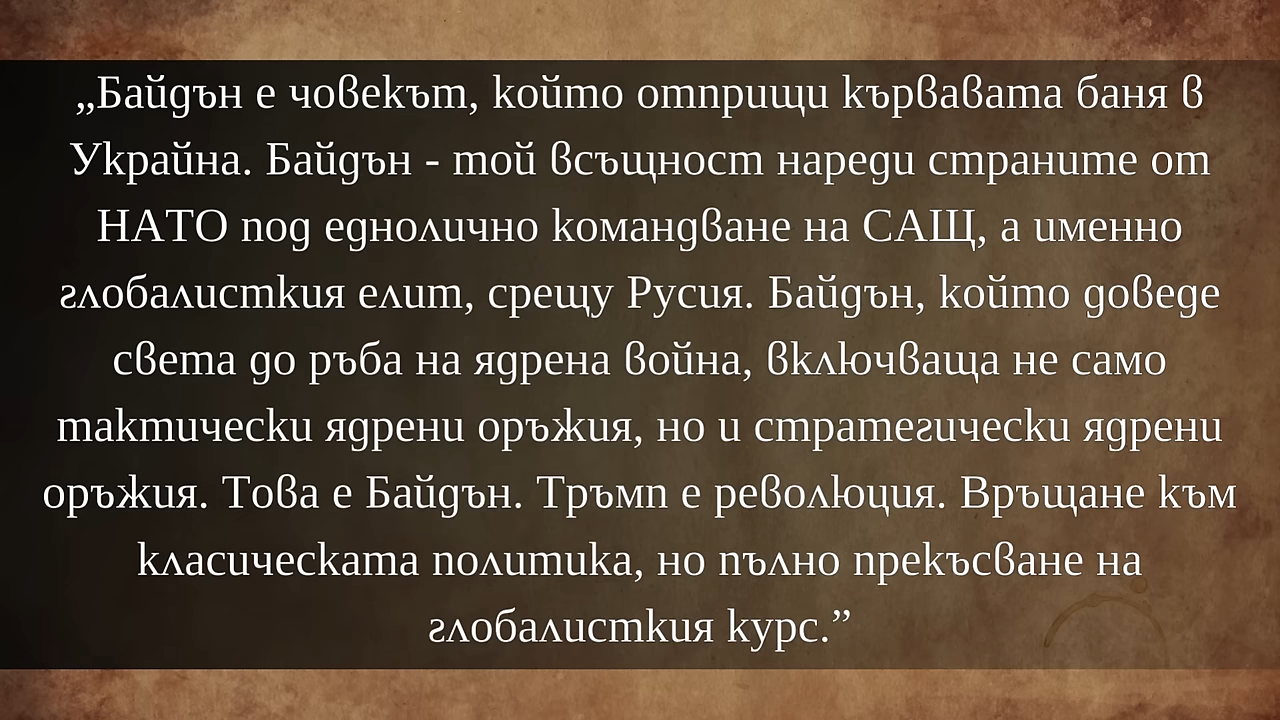 „Байдън е човекът, който отприщи кървавата баня в
Украйна. Байдън - той всъщност нареди страните от
НАТО под еднолично командване на САЩ, а именно
глобалисткия елит, срещу Русия. Байдън, който доведе
света до ръба на ядрена война, включваща не само
тактически ядрени оръжия, но и стратегически ядрени
оръжия. Това е Байдън. Тръмп е революция. Връщане към
класическата политика, но пълно прекъсване на
глобалисткия курс.”